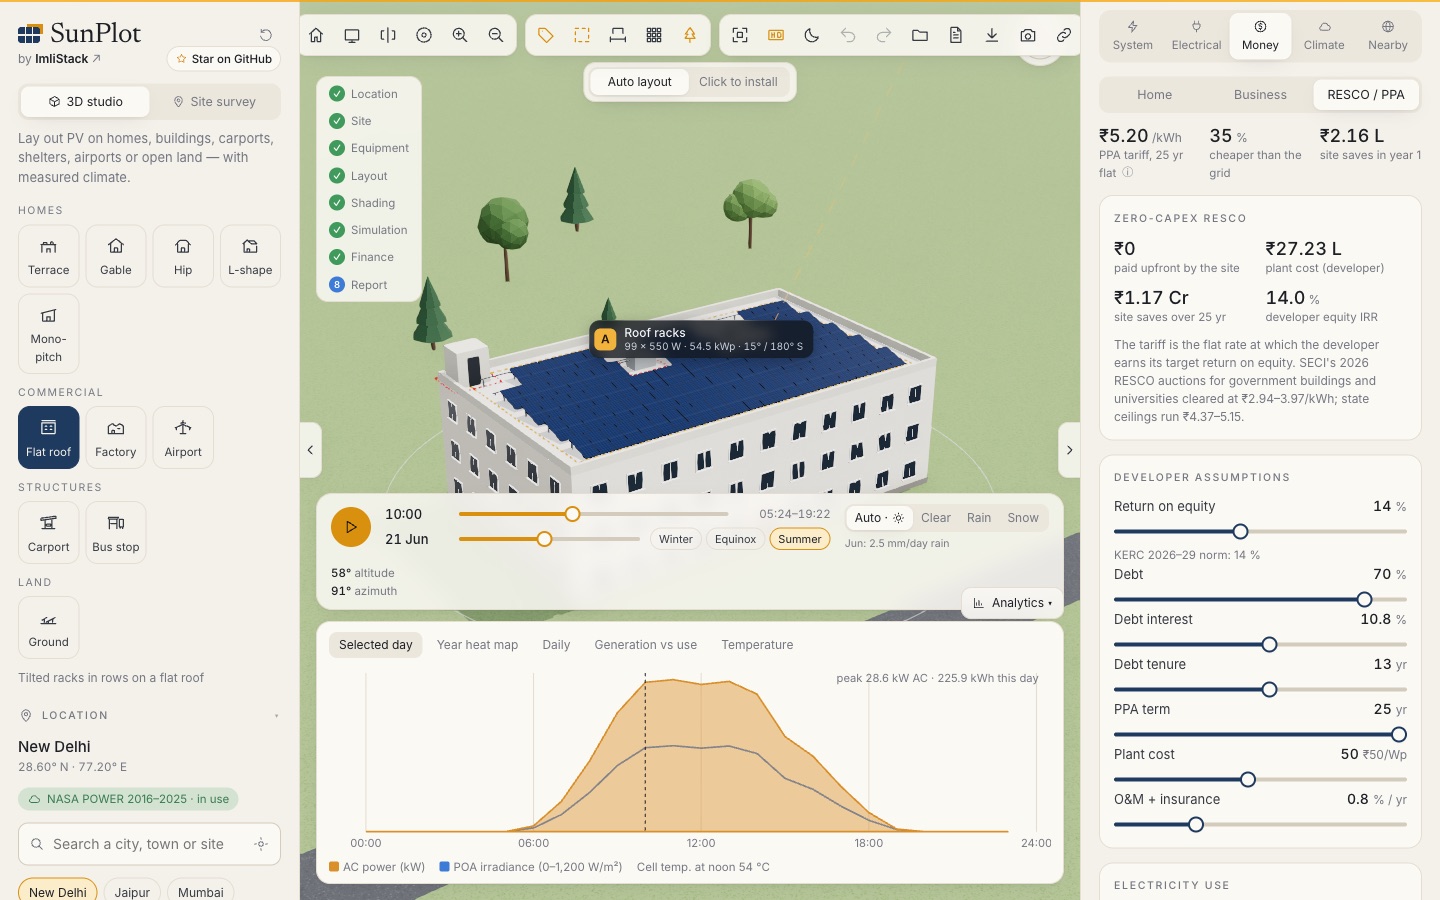 SunPlot
by ImliStack ↗
Star on GitHub
3D studio
Site survey
Lay out PV on homes, buildings, carports,
shelters, airports or open land — with
measured climate.
HOMES
Terrace
Gable
Hip
L-shape
Mono-
pitch
COMMERCIAL
Flat roof
Factory
Airport
STRUCTURES
Carport
Bus stop
LAND
Ground
Tilted racks in rows on a flat roof
LOCATION
New Delhi
28.60° N · 77.20° E
NASA POWER 2016–2025 · in use
Search a city, town or site
New Delhi
Jaipur
Mumbai
HD
Auto layout
Click to install
Location
Site
Equipment
Layout
Shading
Simulation
Finance
8 Report
A
Roof racks
99 × 550 W · 54.5 kWp · 15° / 180° S
10:00
05:24–19:22
21 Jun
Winter
Equinox
Summer
58° altitude
91° azimuth
Auto ·
Clear
Rain
Snow
Jun: 2.5 mm/day rain
Analytics
Selected day
Year heat map
Daily
Generation vs use
Temperature
peak 28.6 kW AC · 225.9 kWh this day
00:00
06:00
12:00
18:00
24:00
AC power (kW)
POA irradiance (0–1,200 W/m²)
Cell temp. at noon 54 °C
System
Electrical
Money
Climate
Nearby
Home
Business
RESCO / PPA
₹5.20 /kWh
PPA tariff, 25 yr
flat ⓘ
35 %
cheaper than the
grid
₹2.16 L
site saves in year 1
ZERO-CAPEX RESCO
₹0
paid upfront by the site
₹27.23 L
plant cost (developer)
₹1.17 Cr
site saves over 25 yr
14.0 %
developer equity IRR
The tariff is the flat rate at which the developer
earns its target return on equity. SECI's 2026
RESCO auctions for government buildings and
universities cleared at ₹2.94–3.97/kWh; state
ceilings run ₹4.37–5.15.
DEVELOPER ASSUMPTIONS
Return on equity 14 %
KERC 2026–29 norm: 14 %
Debt 70 %
Debt interest 10.8 %
Debt tenure 13 yr
PPA term 25 yr
Plant cost 50 ₹50/Wp
O&M + insurance 0.8 % / yr
ELECTRICITY USE